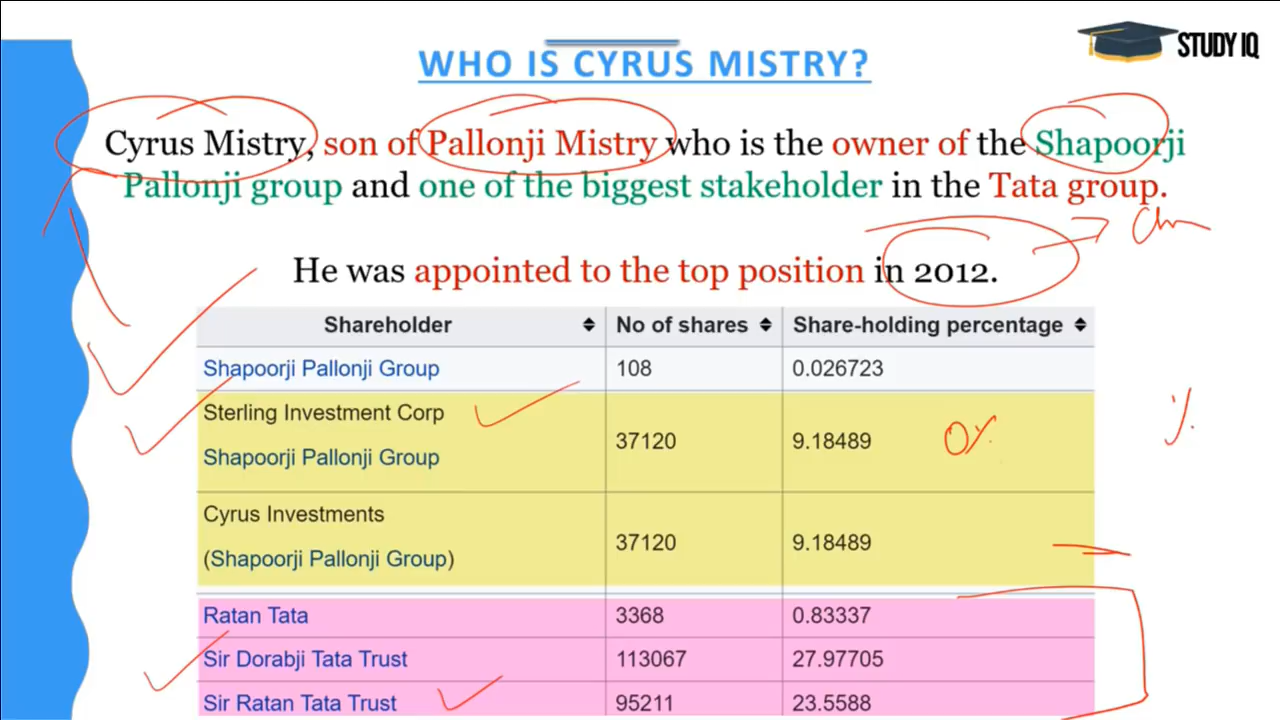 STUDY IQ
WHO IS CYRUS MISTRY?
Cyrus Mistry, son of Pallonji Mistry who is the owner of the Shapoorji
Pallonji group and one of the biggest stakeholder in the Tata group.
He was appointed to the top position in 2012.
Shareholder No of shares Share-holding percentage
Shapoorji Pallonji Group 108 0.026723
Sterling Investment Corp
Shapoorji Pallonji Group 37120 9.18489 0%
%
Cyrus Investments
(Shapoorji Pallonji Group) 37120 9.18489
Ratan Tata 3368 0.83337
Sir Dorabji Tata Trust 113067 27.97705
Sir Ratan Tata Trust 95211 23.5588